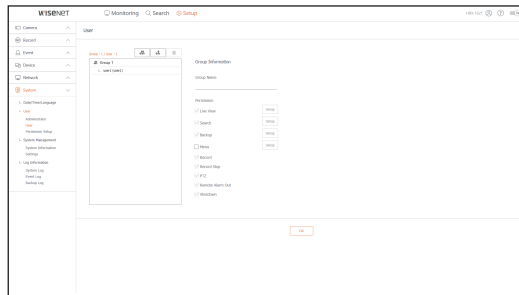 WISENET
Monitoring
Search
Setup
Camera
Record
Event
Device
Network
System
Date/Time/Language
User
Administrator
User
Permission Setup
System Management
System Information
Settings
Log Information
System Log
Event Log
Backup Log
User
Group 1
user1 (user1)
Group Information
Group Name
Permission
Live View
Setup
Search
Setup
Backup
Setup
Menu
Setup
Record
Record Stop
PTZ
Remote Alarm Out
Shutdown
OK